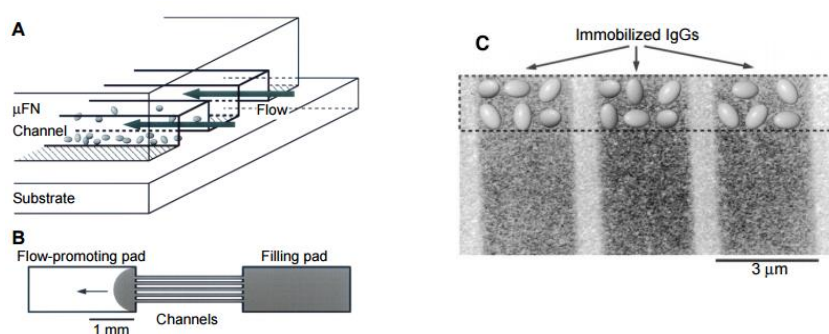 A
μFN
Channel
Flow
Substrate
B
Flow-promoting pad
Filling pad
1 mm
Channels
C
Immobilized IgGs
3 μm